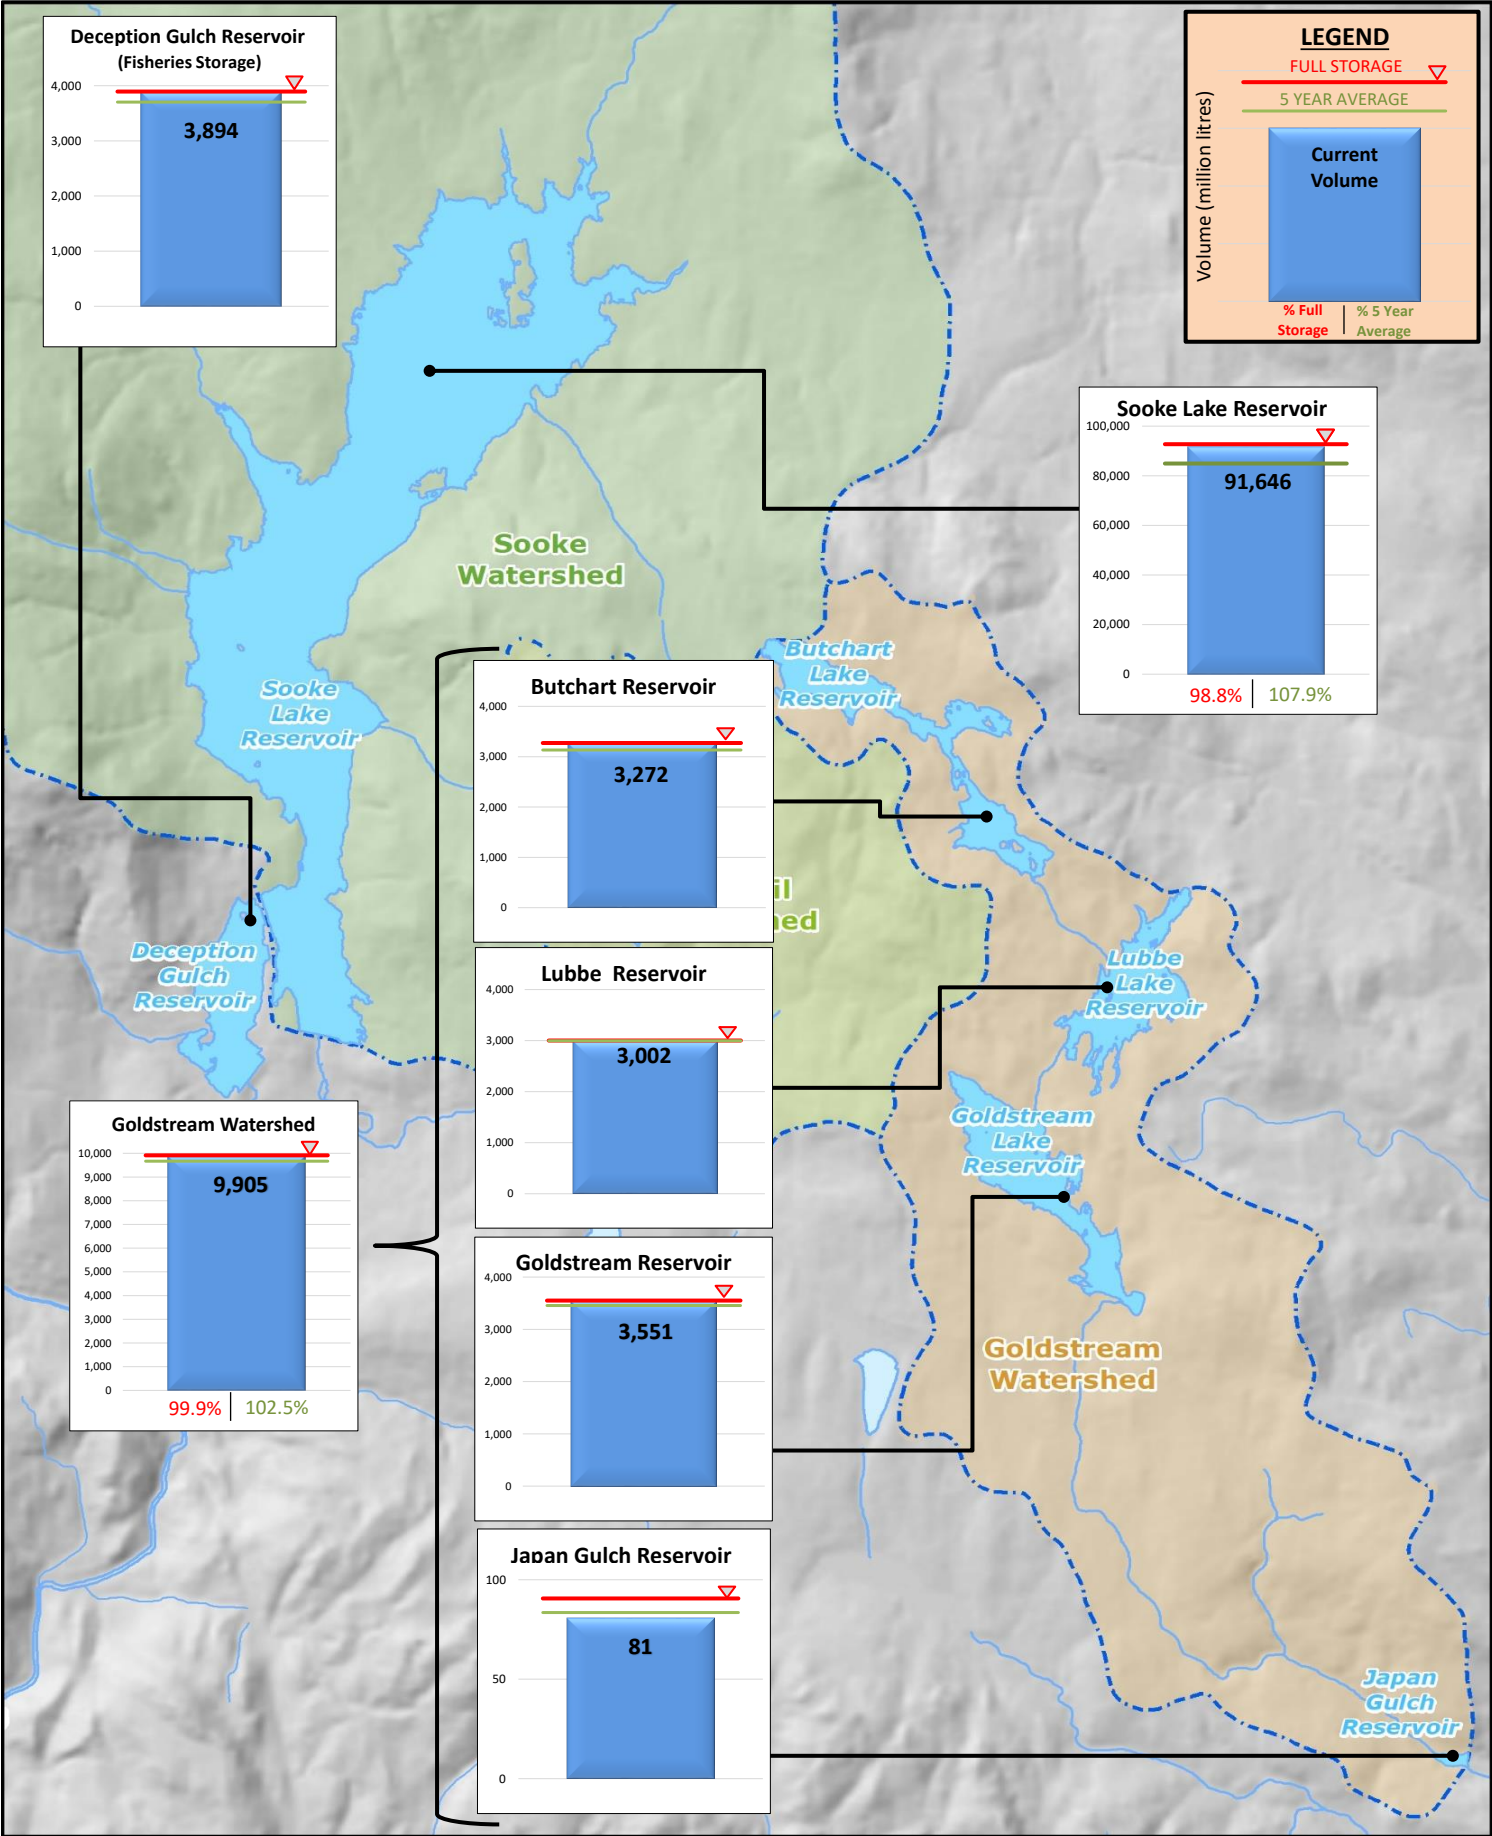 Deception Gulch Reservoir
(Fisheries Storage)
4,000
3,000
2,000
1,000
0
3,894
LEGEND
FULL STORAGE
5 YEAR AVERAGE
Volume (million litres)
Current
Volume
% Full
Storage
% 5 Year
Average
Sooke Lake Reservoir
100,000
80,000
60,000
40,000
20,000
0
91,646
98.8%
107.9%
Sooke
Watershed
Sooke
Lake
Reservoir
Butchart
Lake
Reservoir
Butchart Reservoir
4,000
3,000
2,000
1,000
0
3,272
il
ed
Deception
Gulch
Reservoir
Lubbe Reservoir
4,000
3,000
2,000
1,000
0
3,002
Lubbe
Lake
Reservoir
Goldstream Watershed
10,000
9,000
8,000
7,000
6,000
5,000
4,000
3,000
2,000
1,000
0
9,905
99.9%
102.5%
Goldstream
Lake
Reservoir
Goldstream Reservoir
4,000
3,000
2,000
1,000
0
3,551
Goldstream
Watershed
Japan Gulch Reservoir
100
50
0
81
Japan
Gulch
Reservoir